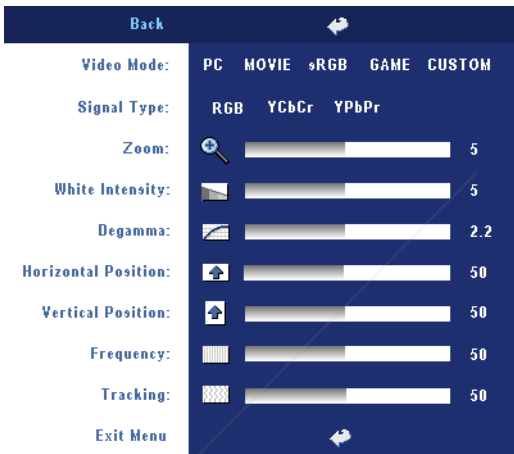 Back
Video Mode: PC MOVIE sRGB GAME CUSTOM
Signal Type: RGB YCbCr YPbPr
Zoom: 5
White Intensity: 5
Degamma: 2.2
Horizontal Position: 50
Vertical Position: 50
Frequency: 50
Tracking: 50
Exit Menu